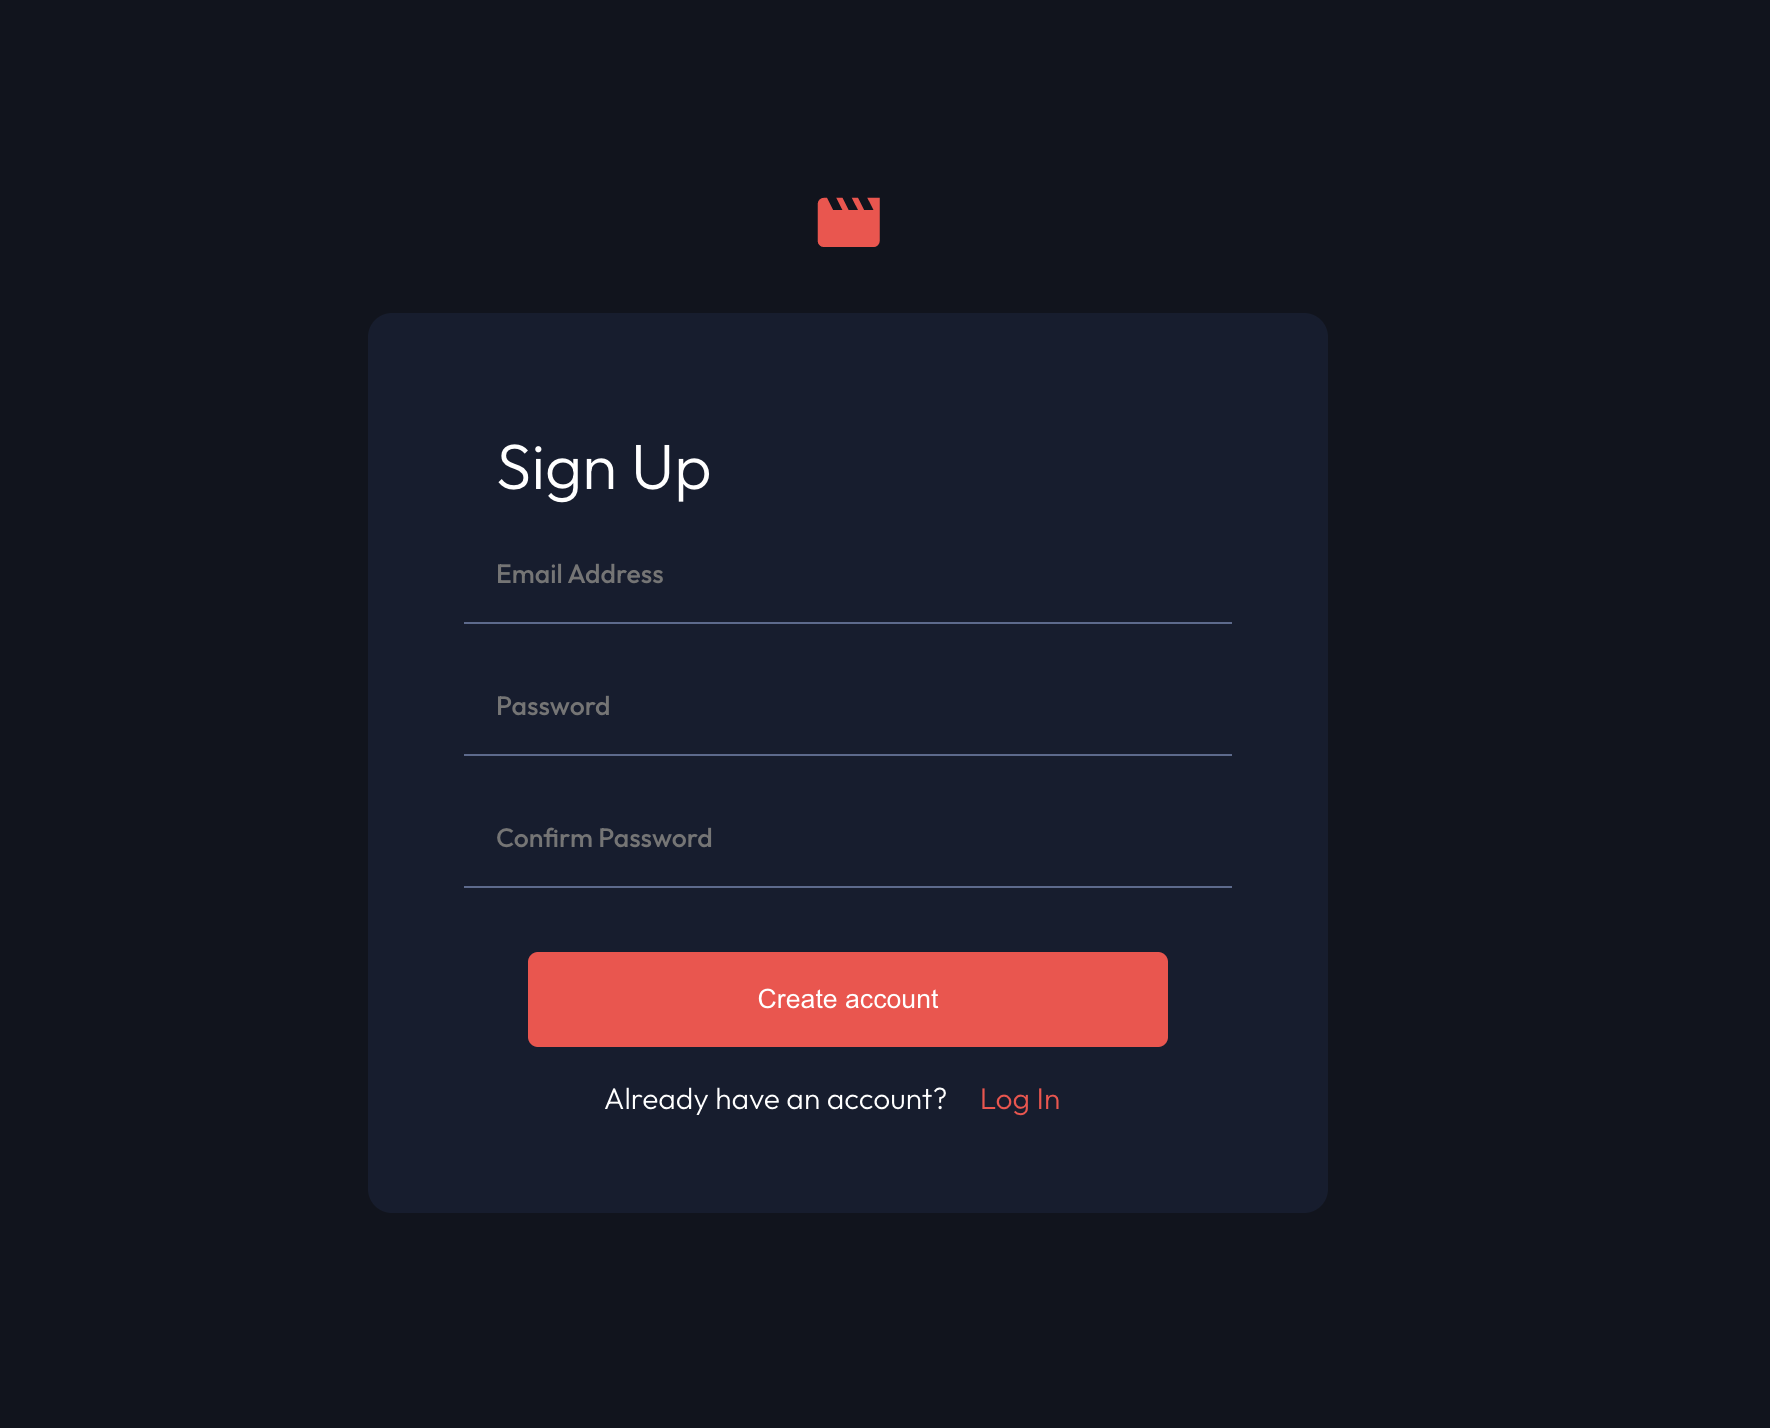 Sign Up
Email Address
Password
Confirm Password
Create account
Already have an account? Log In